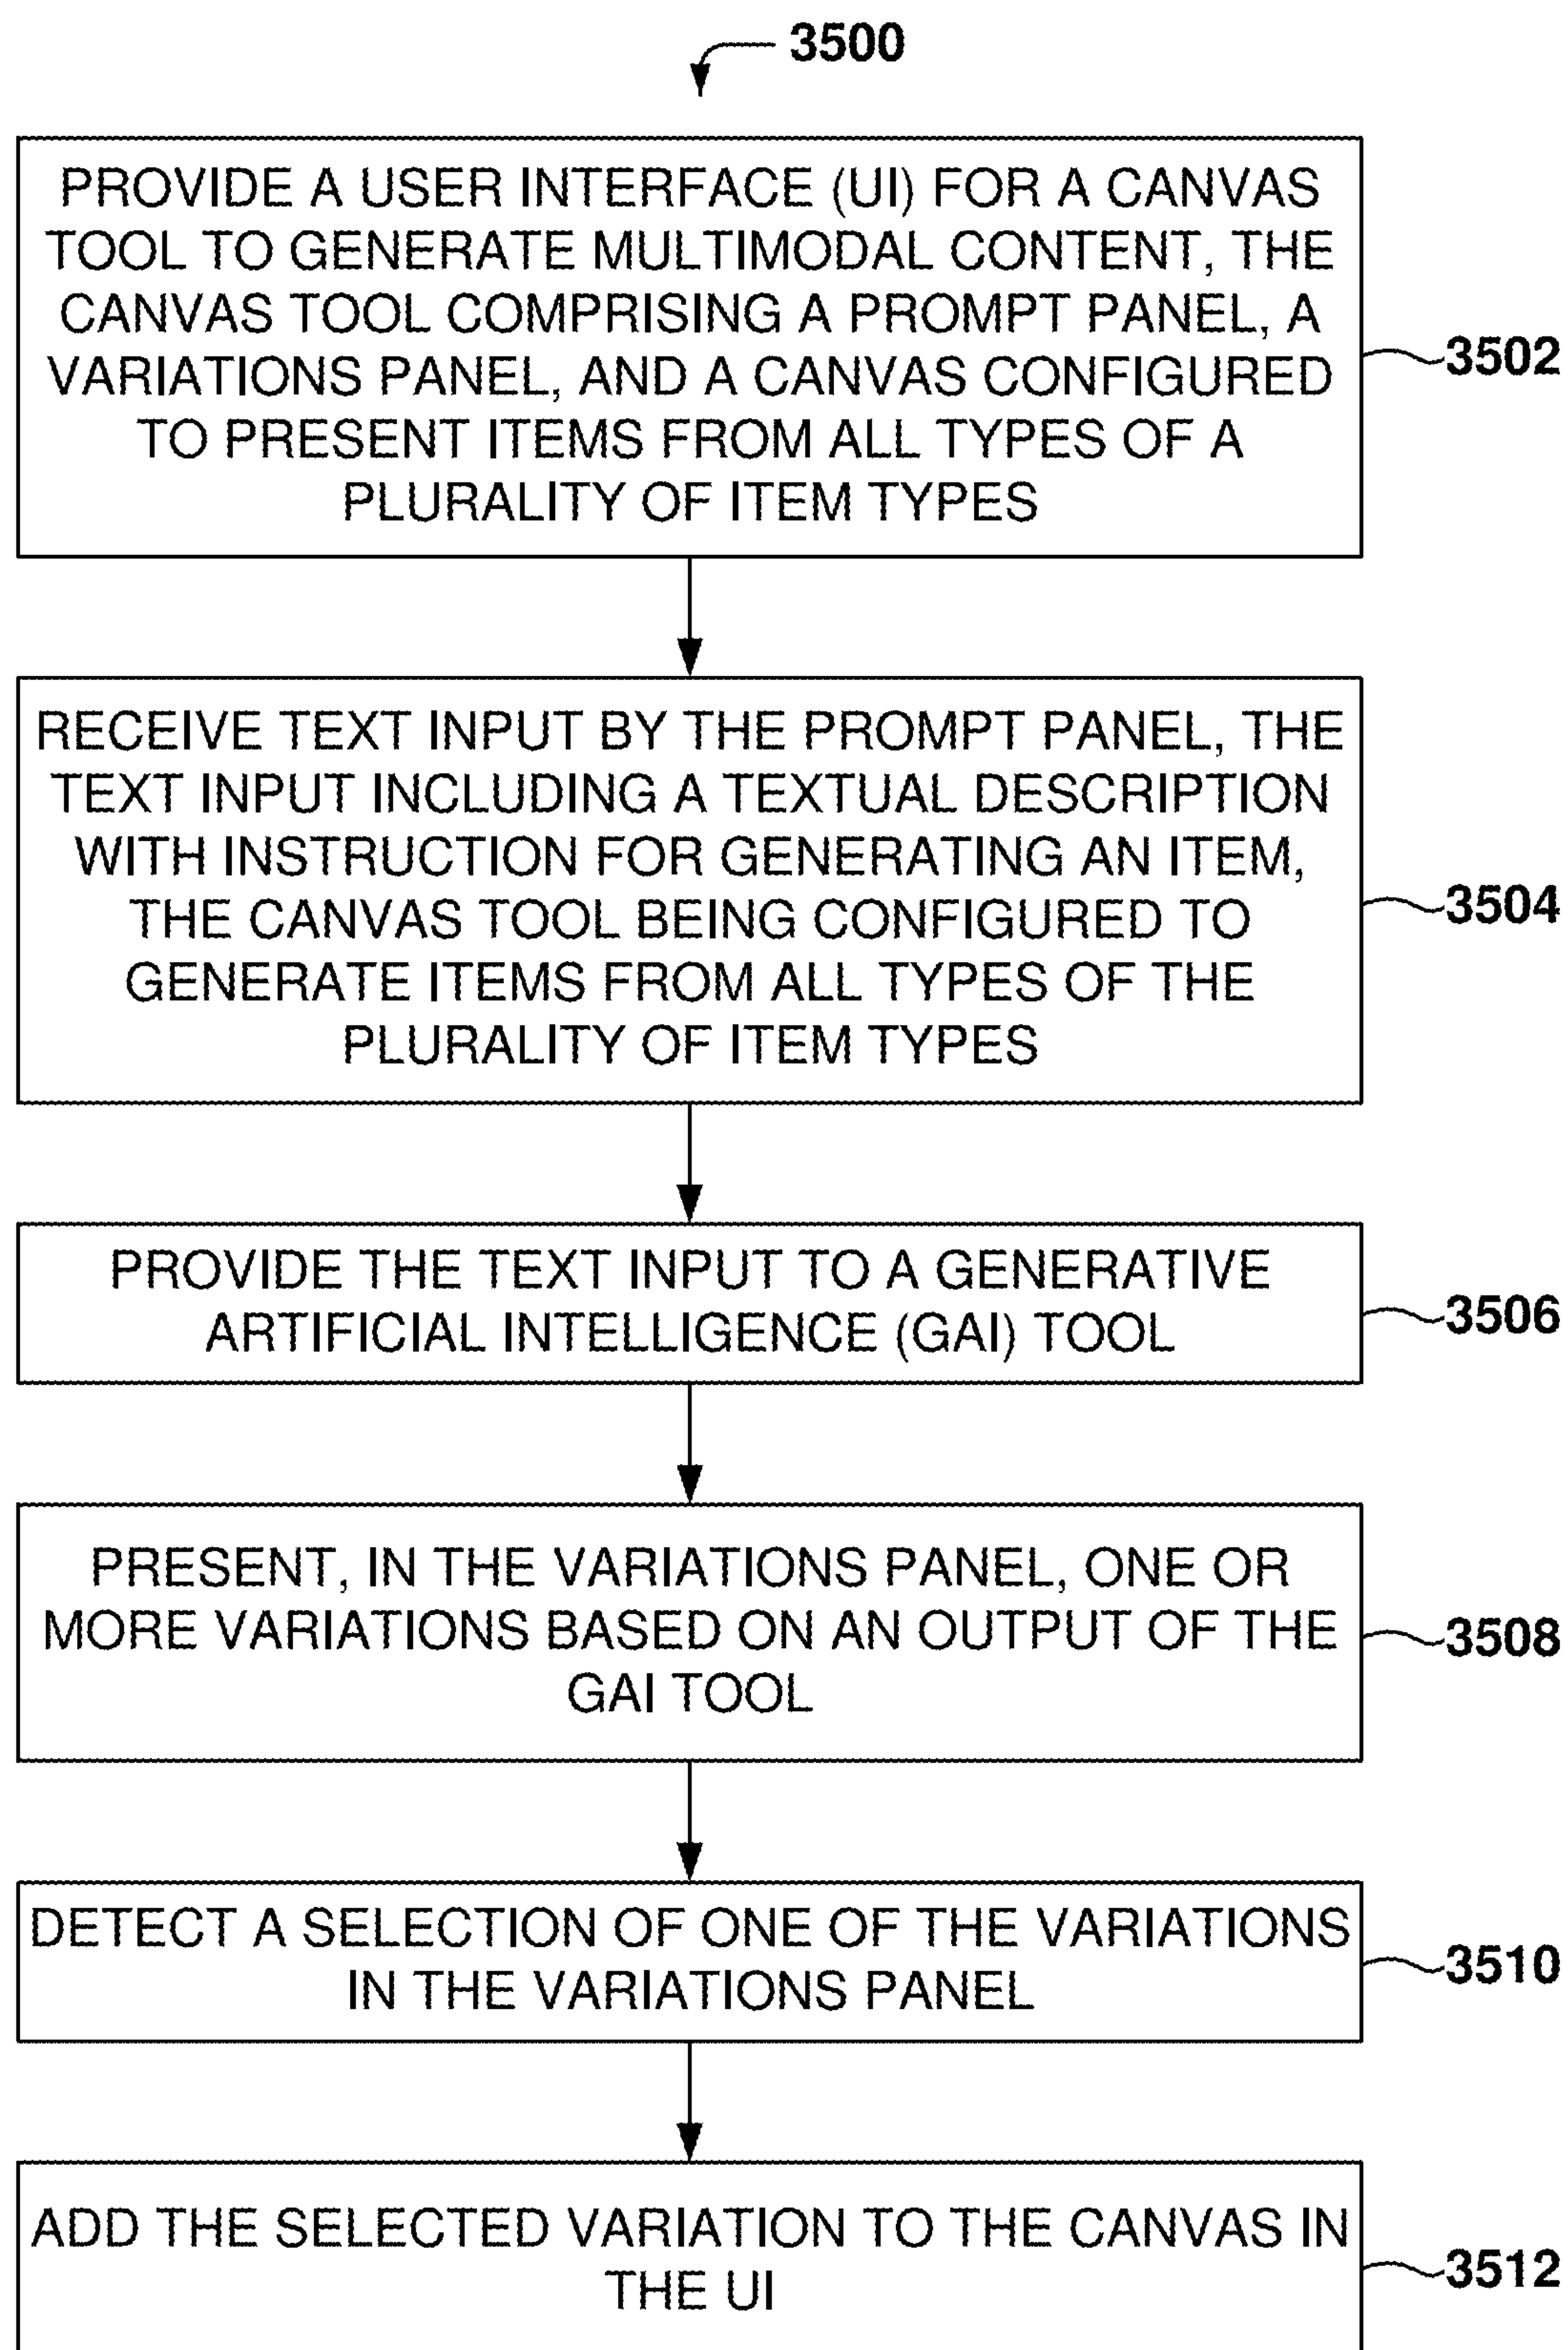 3500
PROVIDE A USER INTERFACE (UI) FOR A CANVAS
TOOL TO GENERATE MULTIMODAL CONTENT, THE
CANVAS TOOL COMPRISING A PROMPT PANEL, A
VARIATIONS PANEL, AND A CANVAS CONFIGURED
TO PRESENT ITEMS FROM ALL TYPES OF A
PLURALITY OF ITEM TYPES
3502
RECEIVE TEXT INPUT BY THE PROMPT PANEL, THE
TEXT INPUT INCLUDING A TEXTUAL DESCRIPTION
WITH INSTRUCTION FOR GENERATING AN ITEM,
THE CANVAS TOOL BEING CONFIGURED TO
GENERATE ITEMS FROM ALL TYPES OF THE
PLURALITY OF ITEM TYPES
3504
PROVIDE THE TEXT INPUT TO A GENERATIVE
ARTIFICIAL INTELLIGENCE (GAI) TOOL
3506
PRESENT, IN THE VARIATIONS PANEL, ONE OR
MORE VARIATIONS BASED ON AN OUTPUT OF THE
GAI TOOL
3508
DETECT A SELECTION OF ONE OF THE VARIATIONS
IN THE VARIATIONS PANEL
3510
ADD THE SELECTED VARIATION TO THE CANVAS IN
THE UI
3512